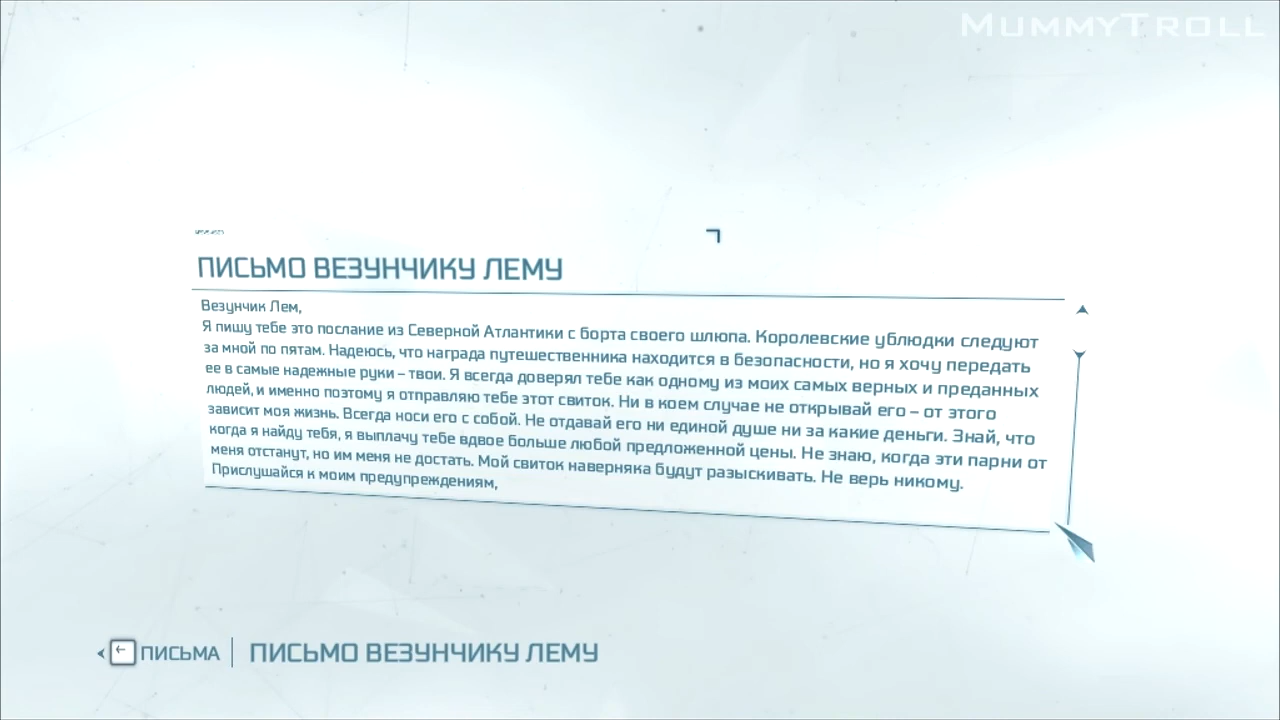 MummyTroll
ПИСЬМО ВЕЗУНЧИКУ ЛЕМУ
Везунчик Лем,
Я пишу тебе это послание из Северной Атлантики с борта своего шлюпа. Королевские ублюдки следуют
за мной по пятам. Надеюсь, что награда путешественника находится в безопасности, но я хочу передать
ее в самые надежные руки – твои. Я всегда доверял тебе как одному из моих самых верных и преданных
людей, и именно поэтому я отправляю тебе этот свиток. Ни в коем случае не открывай его – от этого
зависит моя жизнь. Всегда носи его с собой. Не отдавай его ни единой душе ни за какие деньги. Знай, что
когда я найду тебя, я выплачу тебе вдвое больше любой предложенной цены. Не знаю, когда эти парни от
меня отстанут, но им меня не достать. Мой свиток наверняка будут разыскивать. Не верь никому.
Прислушайся к моим предупреждениям,
ПИСЬМА | ПИСЬМО ВЕЗУНЧИКУ ЛЕМУ